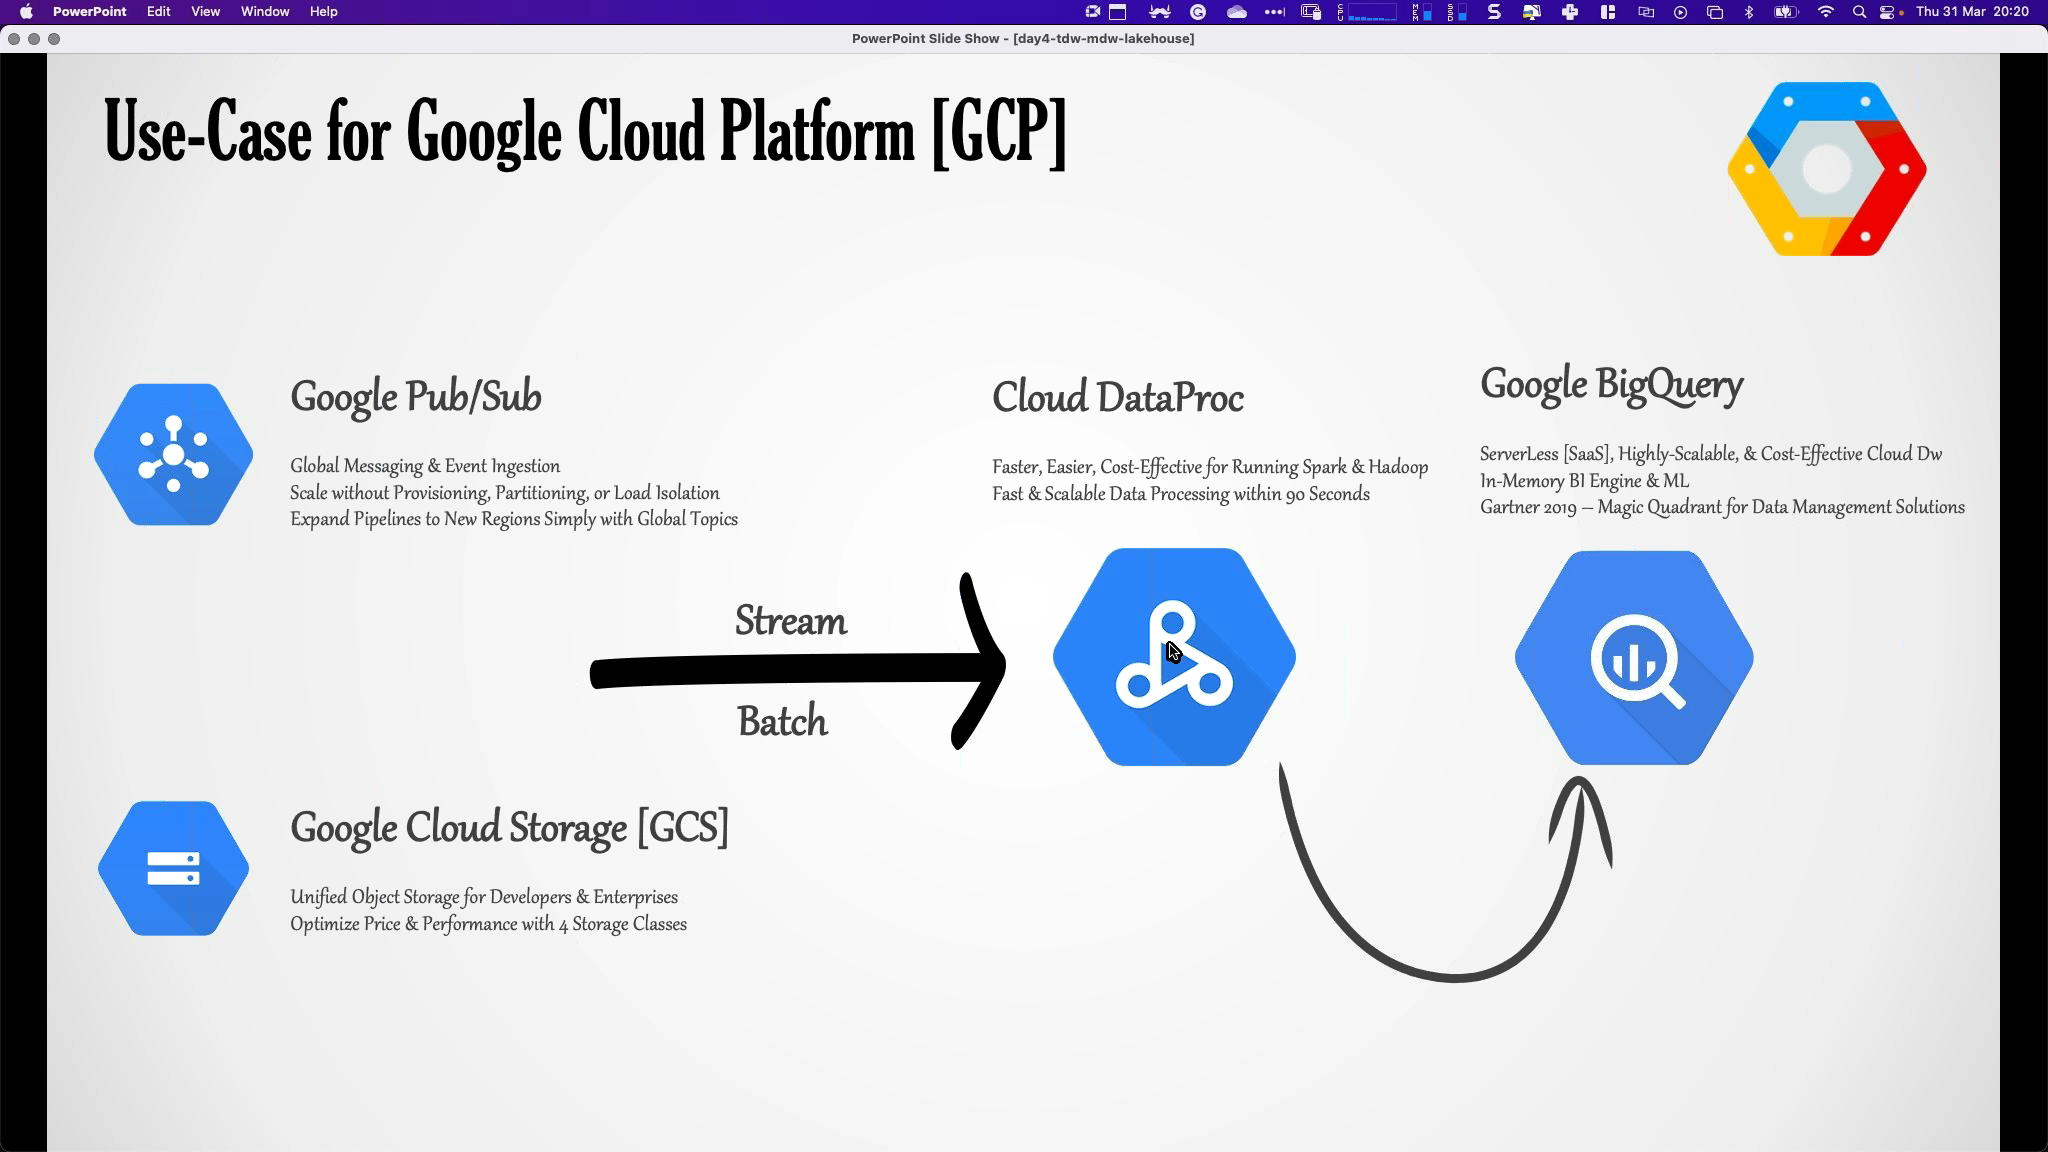 PowerPoint Edit View Window Help
Thu 31 Mar 20:20
PowerPoint Slide Show - [day4-tdw-mdw-lakehouse]
Use-Case for Google Cloud Platform [GCP]
Google Pub/Sub
Global Messaging & Event Ingestion
Scale without Provisioning, Partitioning, or Load Isolation
Expand Pipelines to New Regions Simply with Global Topics
Stream
Batch
Google Cloud Storage [GCS]
Unified Object Storage for Developers & Enterprises
Optimize Price & Performance with 4 Storage Classes
Cloud DataProc
Faster, Easier, Cost-Effective for Running Spark & Hadoop
Fast & Scalable Data Processing within 90 Seconds
Google BigQuery
ServerLess [SaaS], Highly-Scalable, & Cost-Effective Cloud Dw
In-Memory BI Engine & ML
Gartner 2019 – Magic Quadrant for Data Management Solutions